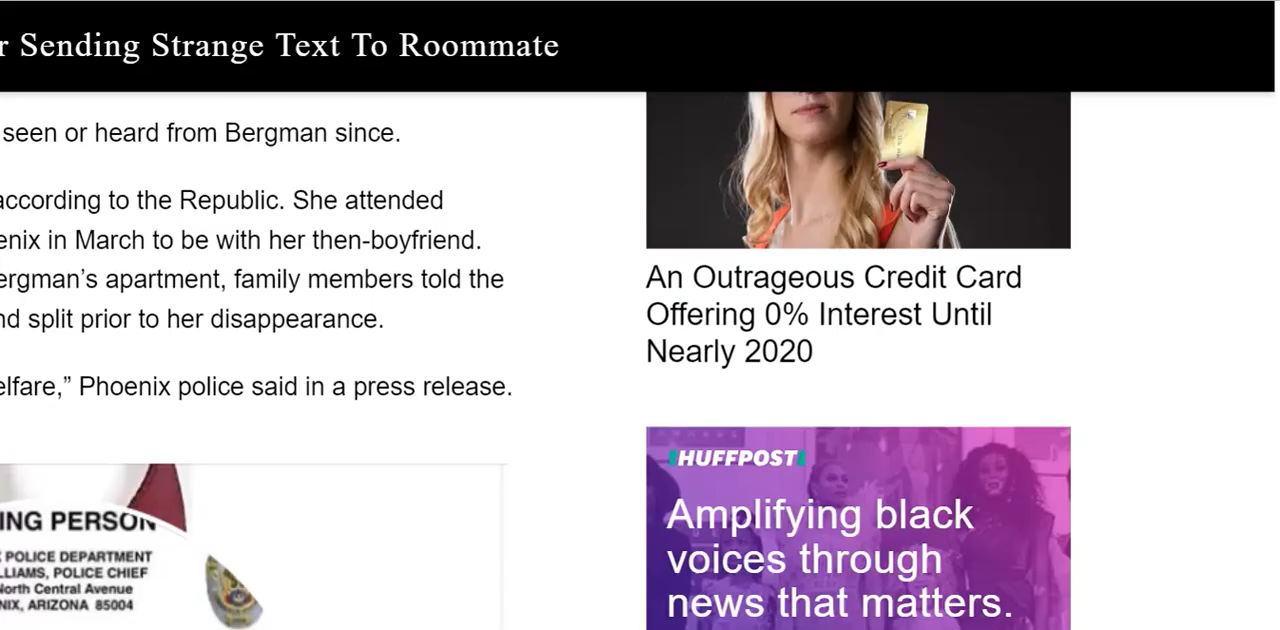 r Sending Strange Text To Roommate
seen or heard from Bergman since.
according to the Republic. She attended
enix in March to be with her then-boyfriend.
ergman’s apartment, family members told the
nd split prior to her disappearance.
elfare,” Phoenix police said in a press release.
ING PERSON
POLICE DEPARTMENT
LLIAMS, POLICE CHIEF
North Central Avenue
NIX, ARIZONA 85004
An Outrageous Credit Card
Offering 0% Interest Until
Nearly 2020
HUFFPOST
Amplifying black
voices through
news that matters.